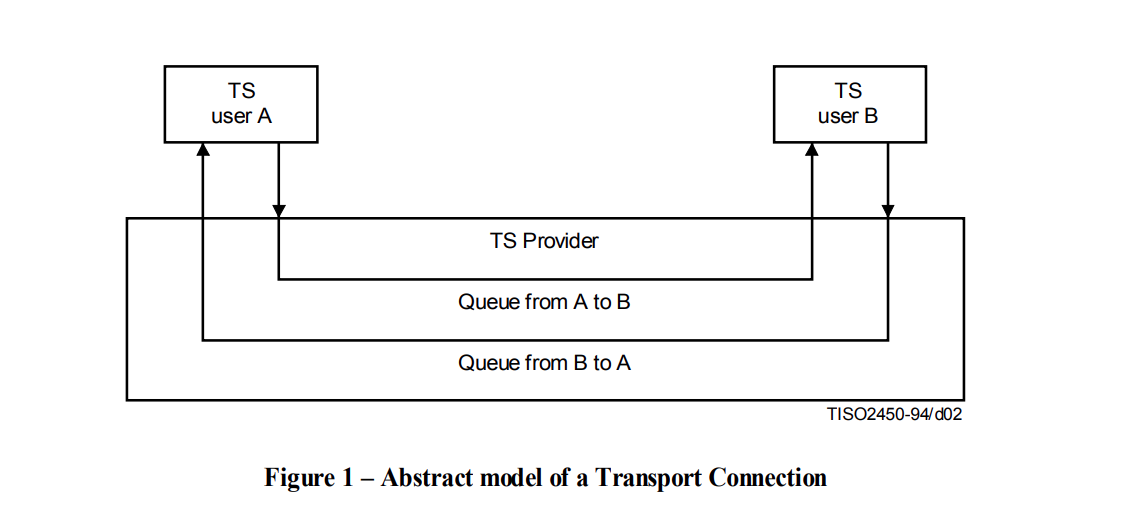 TS
user A
TS
user B
TS Provider
Queue from A to B
Queue from B to A
TISO2450-94/d02
Figure 1 – Abstract model of a Transport Connection